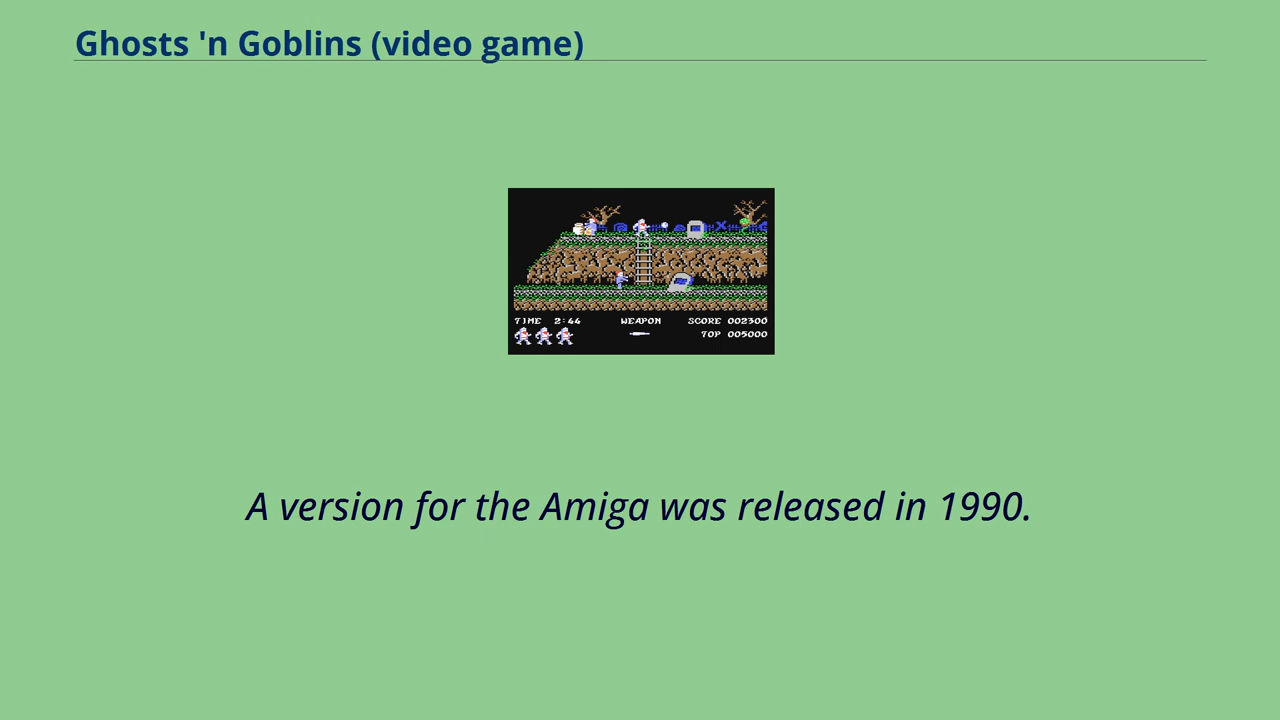 Ghosts 'n Goblins (video game)
TIME 2:44 WEAPON SCORE 002300
TOP 005000
A version for the Amiga was released in 1990.